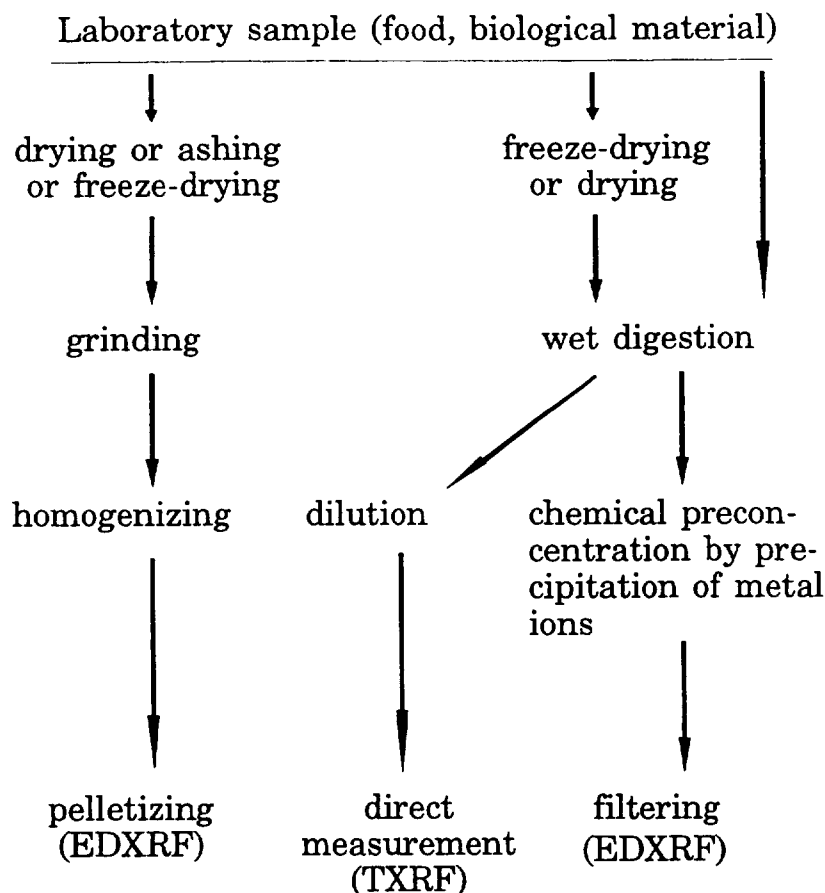 Laboratory sample (food, biological material)
drying or ashing
or freeze-drying
freeze-drying
or drying
grinding
wet digestion
homogenizing
dilution
chemical precon-
centration by pre-
cipitation of metal
ions
pelletizing
(EDXRF)
direct
measurement
(TXRF)
filtering
(EDXRF)